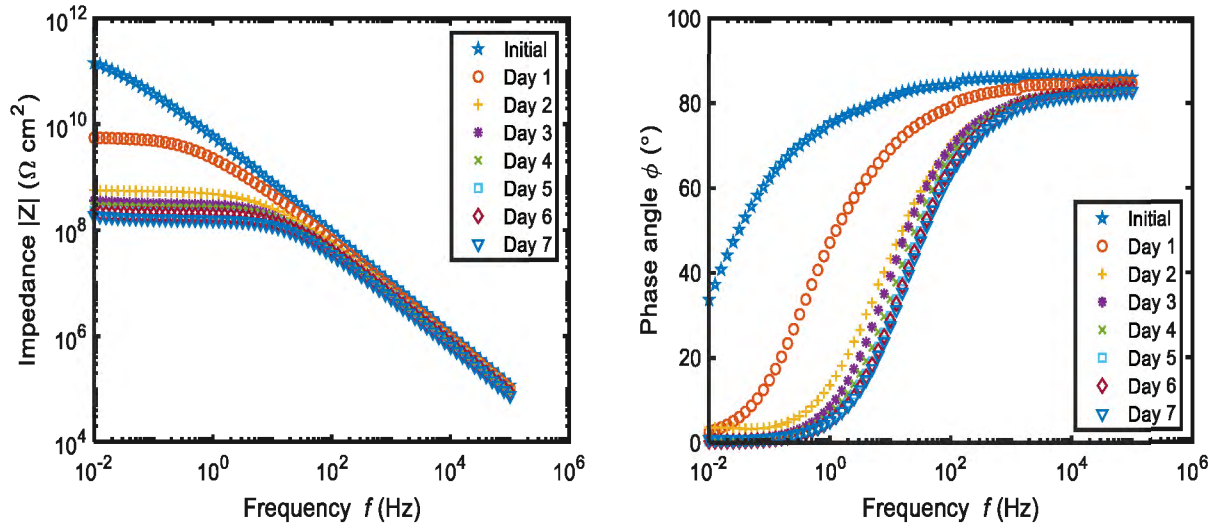 10^12
10^10
10^8
10^6
10^4
Impedance |Z| (Ω cm^2)
Initial
Day 1
Day 2
Day 3
Day 4
Day 5
Day 6
Day 7
10^-2
10^0
10^2
10^4
10^6
Frequency f (Hz)
100
80
60
40
20
0
Phase angle ϕ (°)
Initial
Day 1
Day 2
Day 3
Day 4
Day 5
Day 6
Day 7
10^-2
10^0
10^2
10^4
10^6
Frequency f (Hz)